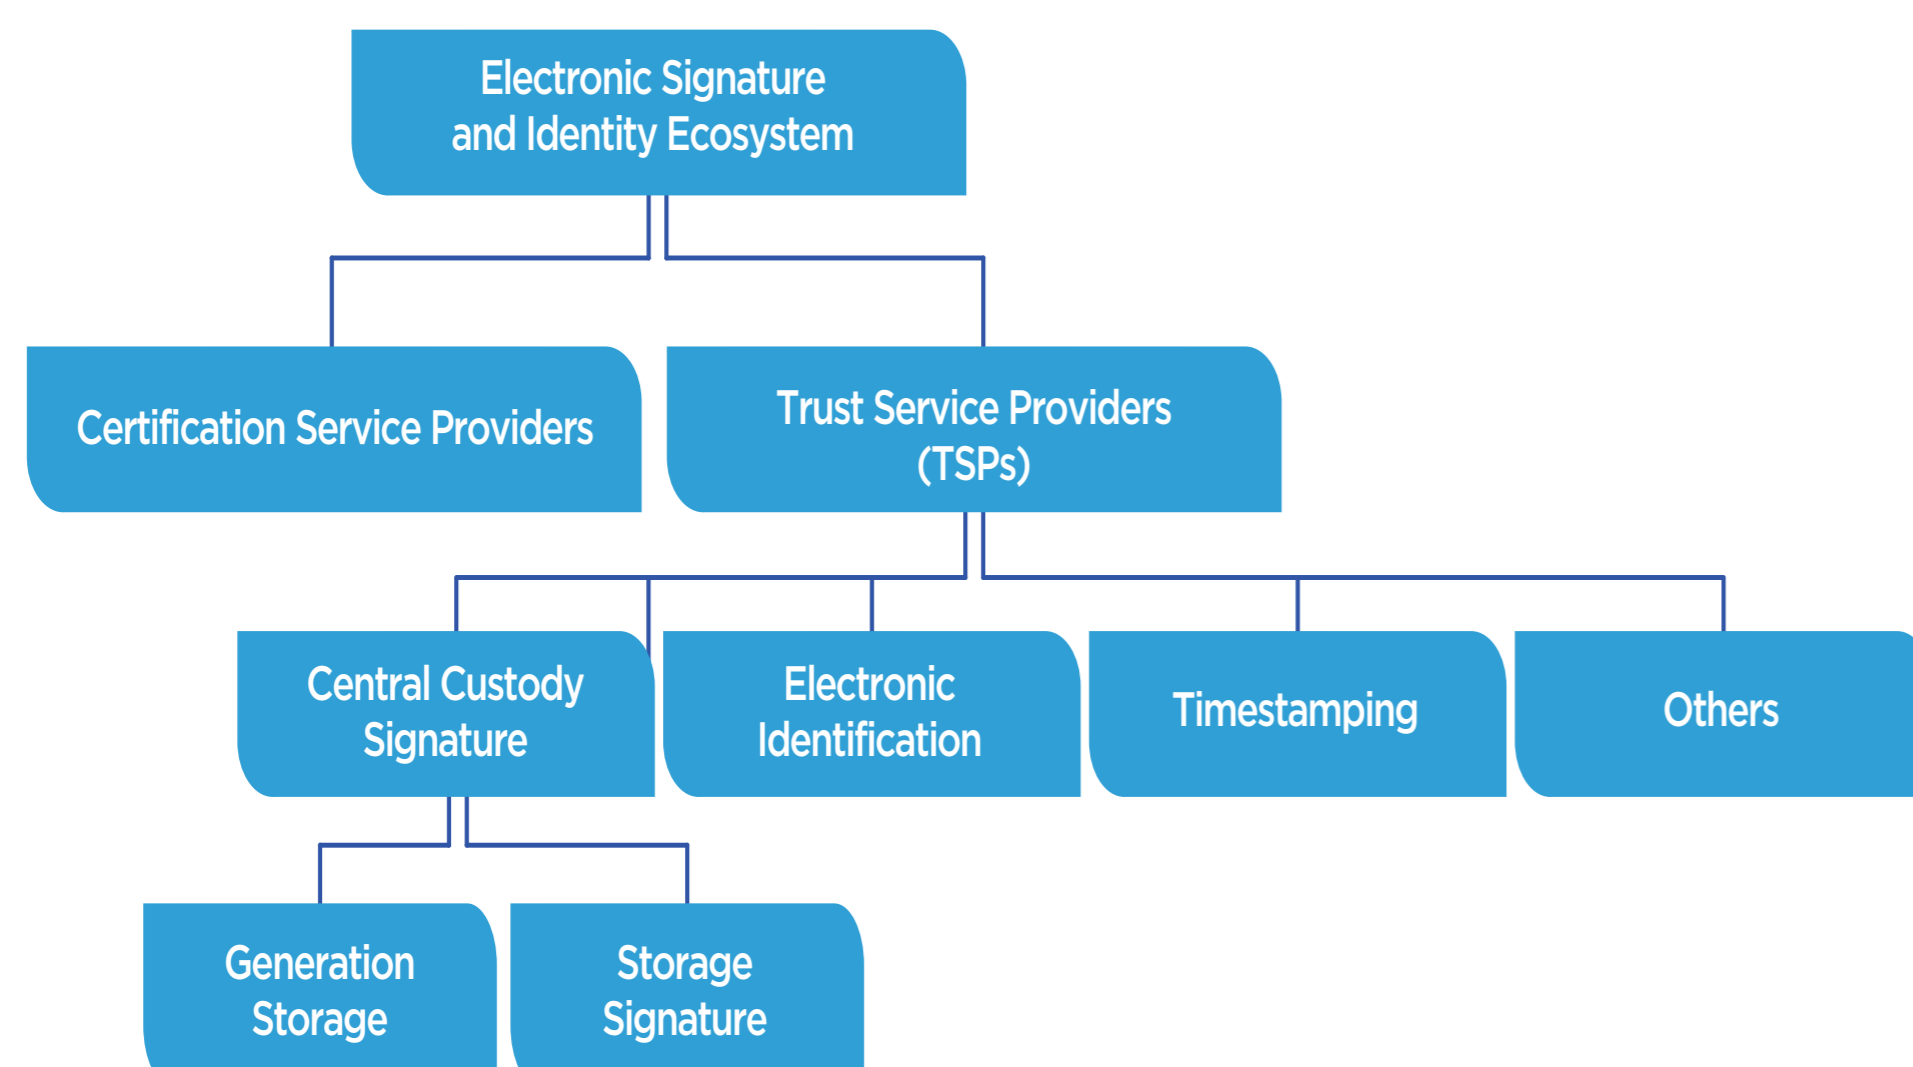 Electronic Signature
and Identity Ecosystem
Certification Service Providers
Trust Service Providers
(TSPs)
Central Custody
Signature
Electronic
Identification
Timestamping
Others
Generation
Storage
Storage
Signature